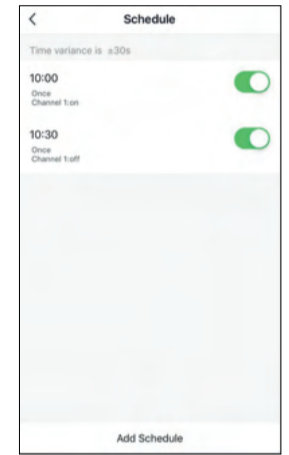 Schedule
Time variance is ±30s
10:00
Once
Channel 1:on
10:30
Once
Channel 1:off
Add Schedule